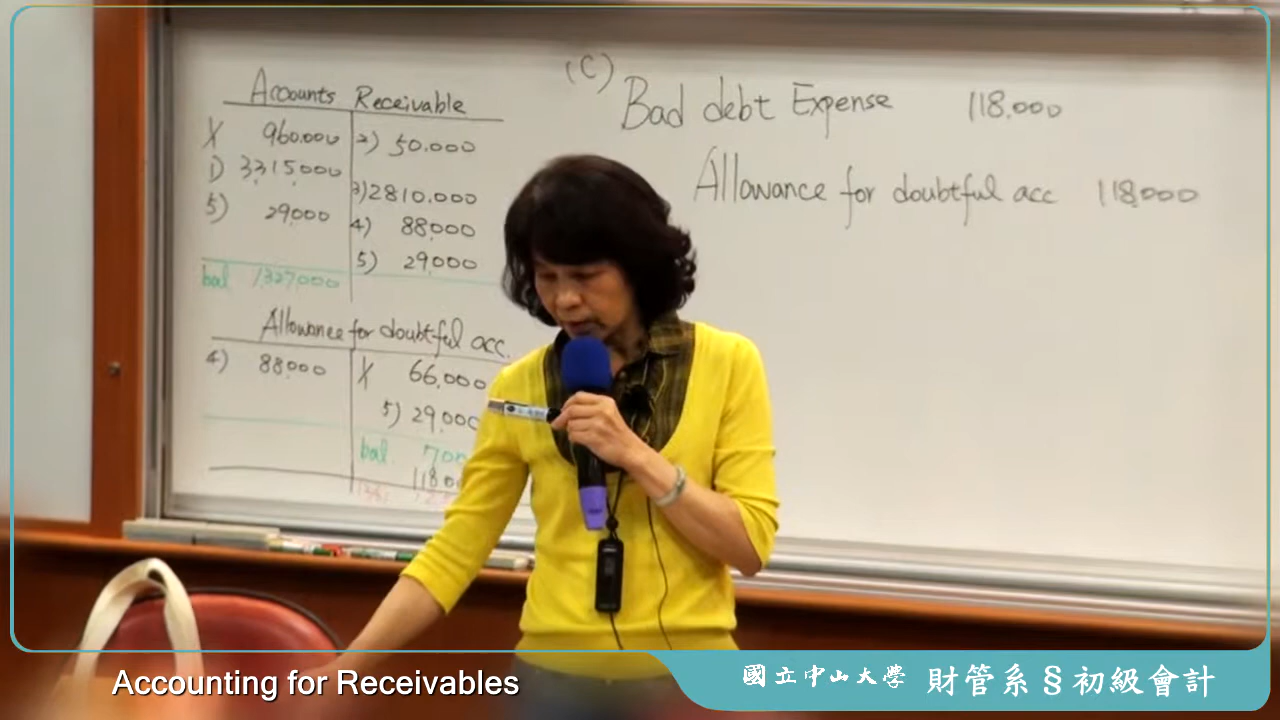 Accounts Receivable
X 960,000 2) 50,000
1) 3,315,000
3) 2810,000
5) 29,000 4) 88,000
5) 29,000
bal 1,327,000
Allowance for doubtful acc.
4) 88,000 X 66,000
5) 29,000
bal. 700
118,0
(C) Bad debt Expense 118,000
Allowance for doubtful acc 118,000
Accounting for Receivables
國立中山大學 財管系§初級會計